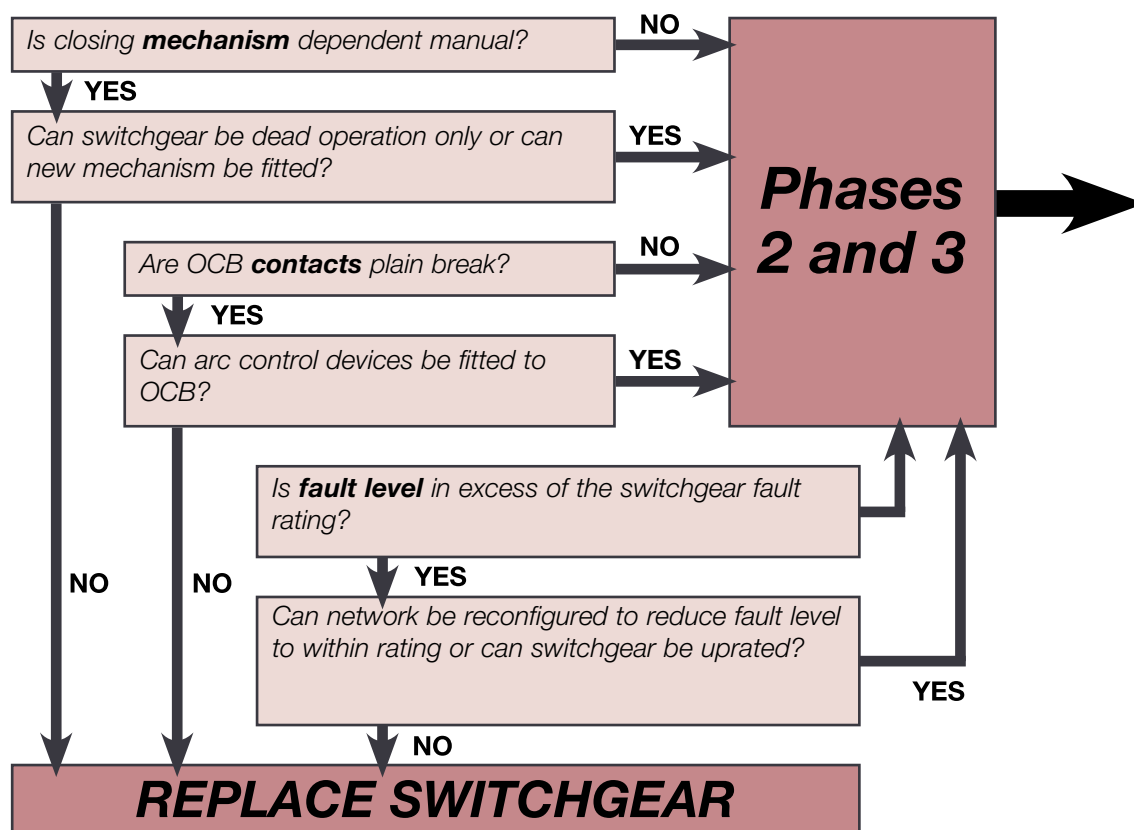 Is closing mechanism dependent manual?
NO
YES
Can switchgear be dead operation only or can
new mechanism be fitted?
YES
Phases
2 and 3
Are OCB contacts plain break?
NO
YES
Can arc control devices be fitted to
OCB?
YES
Is fault level in excess of the switchgear fault
rating?
YES
NO
NO
Can network be reconfigured to reduce fault level
to within rating or can switchgear be uprated?
YES
NO
REPLACE SWITCHGEAR